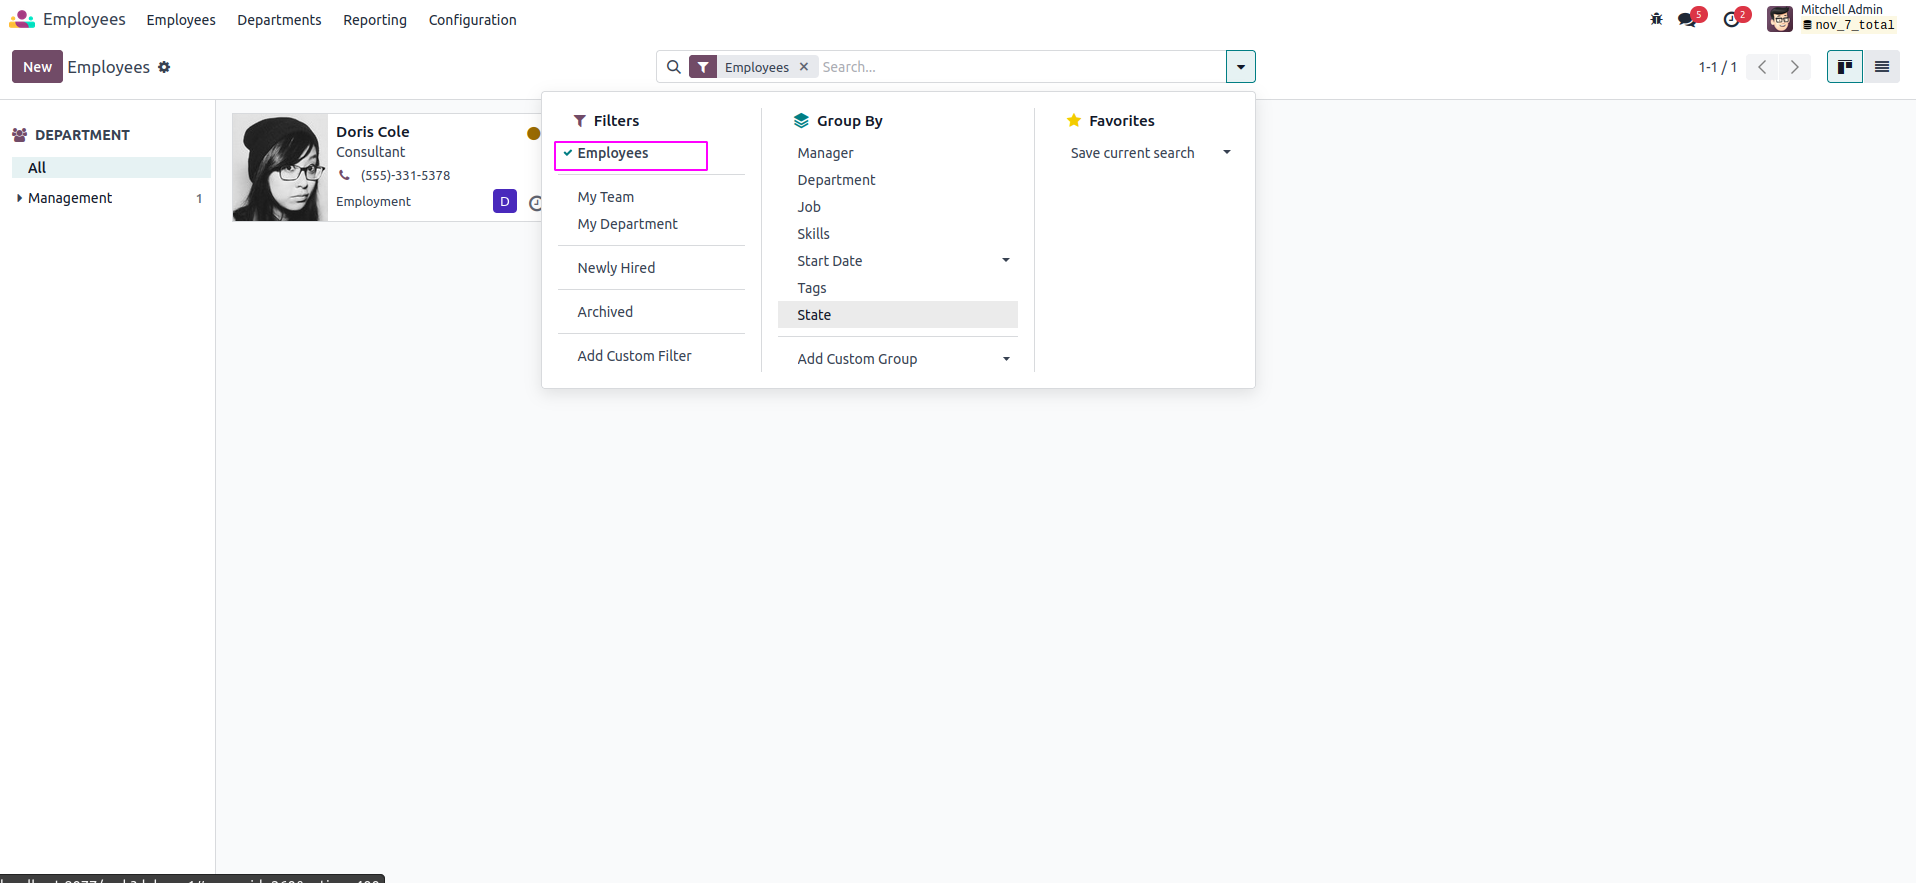 Employees Employees Departments Reporting Configuration 5 2 Mitchell Admin
nov_7_total
New Employees Employees × Search... 1-1 / 1
DEPARTMENT
All
Management 1
Doris Cole
Consultant
(555)-331-5378
Employment D
Filters
Employees
My Team
My Department
Newly Hired
Archived
Add Custom Filter
Group By
Manager
Department
Job
Skills
Start Date
Tags
State
Add Custom Group
Favorites
Save current search